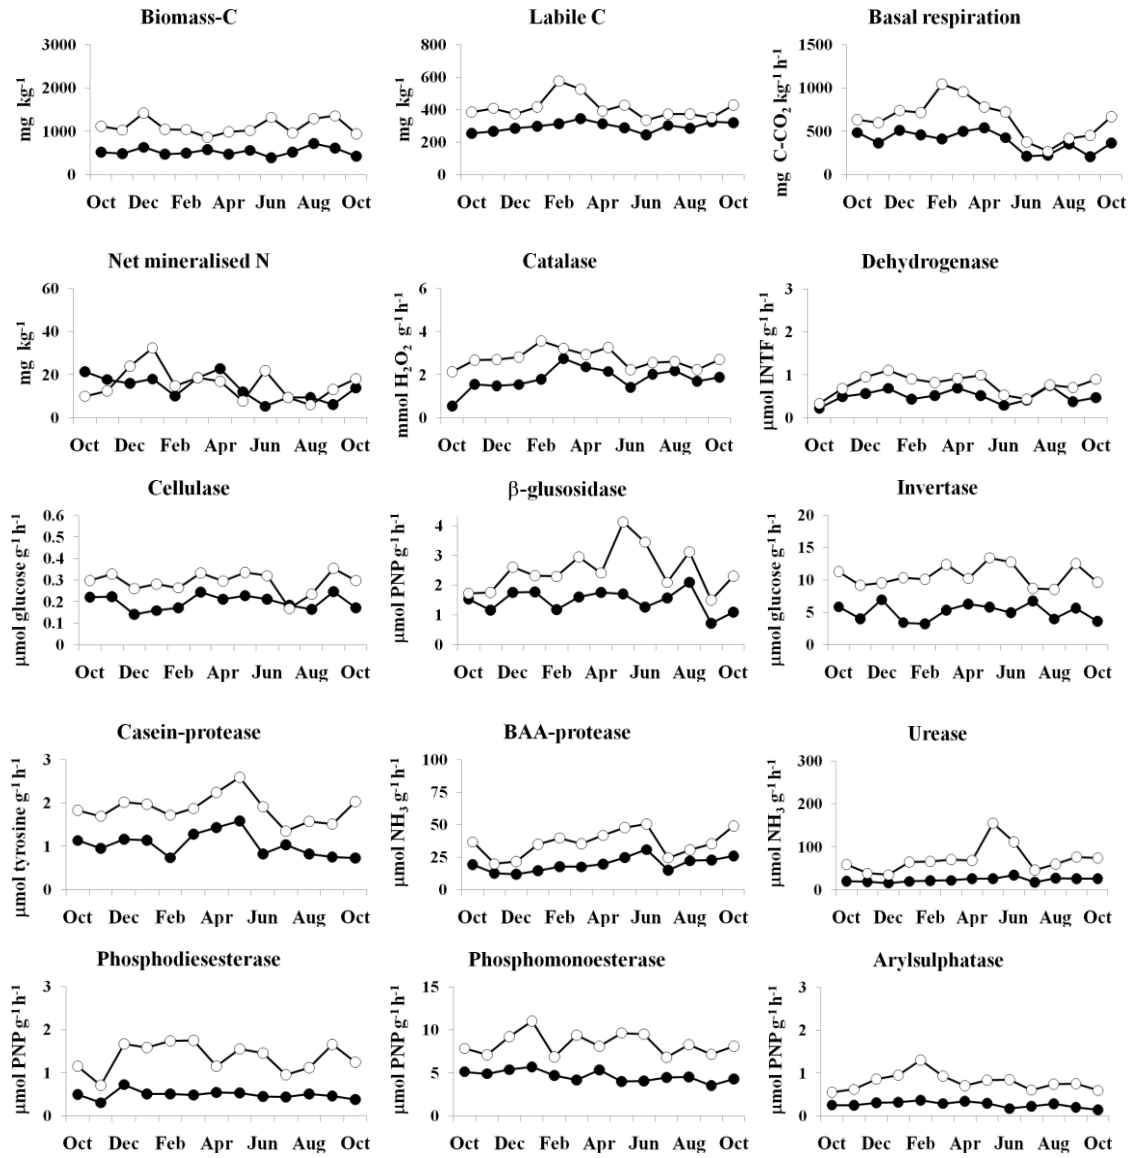 Biomass-C
mg kg-1
3000
2000
1000
0
Oct Dec Feb Apr Jun Aug Oct
Labile C
mg kg-1
800
600
400
200
0
Oct Dec Feb Apr Jun Aug Oct
Basal respiration
mg C-CO2 kg-1 h-1
1500
1000
500
0
Oct Dec Feb Apr Jun Aug Oct
Net mineralised N
mg kg-1
60
40
20
0
Oct Dec Feb Apr Jun Aug Oct
Catalase
mmol H2O2 g-1 h-1
6
4
2
0
Oct Dec Feb Apr Jun Aug Oct
Dehydrogenase
μmol INTF g-1 h-1
3
2
1
0
Oct Dec Feb Apr Jun Aug Oct
Cellulase
μmol glucose g-1 h-1
0.6
0.5
0.4
0.3
0.2
0.1
0
Oct Dec Feb Apr Jun Aug Oct
β-glusosidase
μmol PNP g-1 h-1
4
3
2
1
0
Oct Dec Feb Apr Jun Aug Oct
Invertase
μmol glucose g-1 h-1
20
15
10
5
0
Oct Dec Feb Apr Jun Aug Oct
Casein-protease
μmol tyrosine g-1 h-1
3
2
1
0
Oct Dec Feb Apr Jun Aug Oct
BAA-protease
μmol NH3 g-1 h-1
100
75
50
25
0
Oct Dec Feb Apr Jun Aug Oct
Urease
μmol NH3 g-1 h-1
300
200
100
0
Oct Dec Feb Apr Jun Aug Oct
Phosphodiesesterase
μmol PNP g-1 h-1
3
2
1
0
Oct Dec Feb Apr Jun Aug Oct
Phosphomonoesterase
μmol PNP g-1 h-1
15
10
5
0
Oct Dec Feb Apr Jun Aug Oct
Arylsulphatase
μmol PNP g-1 h-1
3
2
1
0
Oct Dec Feb Apr Jun Aug Oct